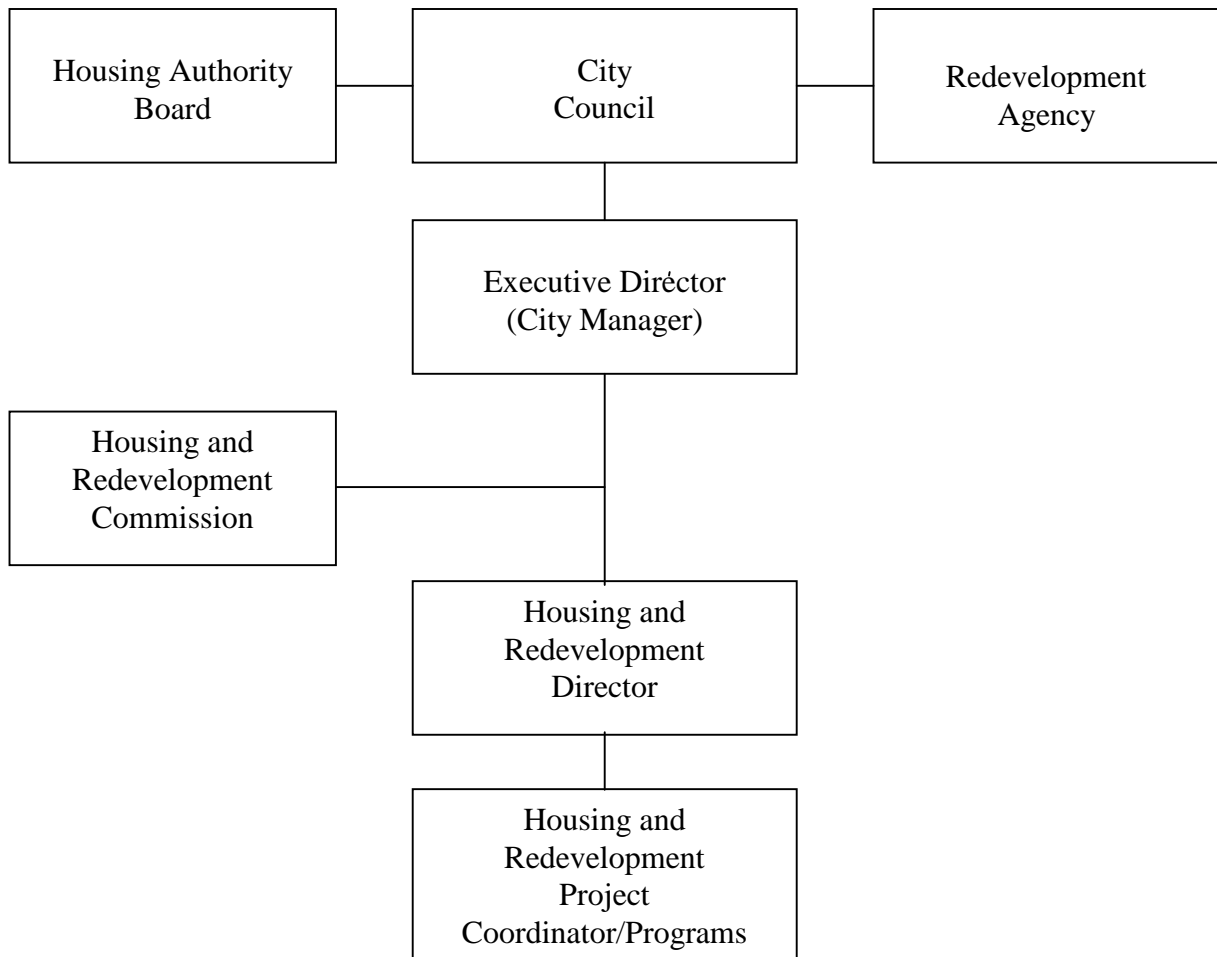 Housing Authority
Board
City
Council
Redevelopment
Agency
Executive Director
(City Manager)
Housing and
Redevelopment
Commission
Housing and
Redevelopment
Director
Housing and
Redevelopment
Project
Coordinator/Programs